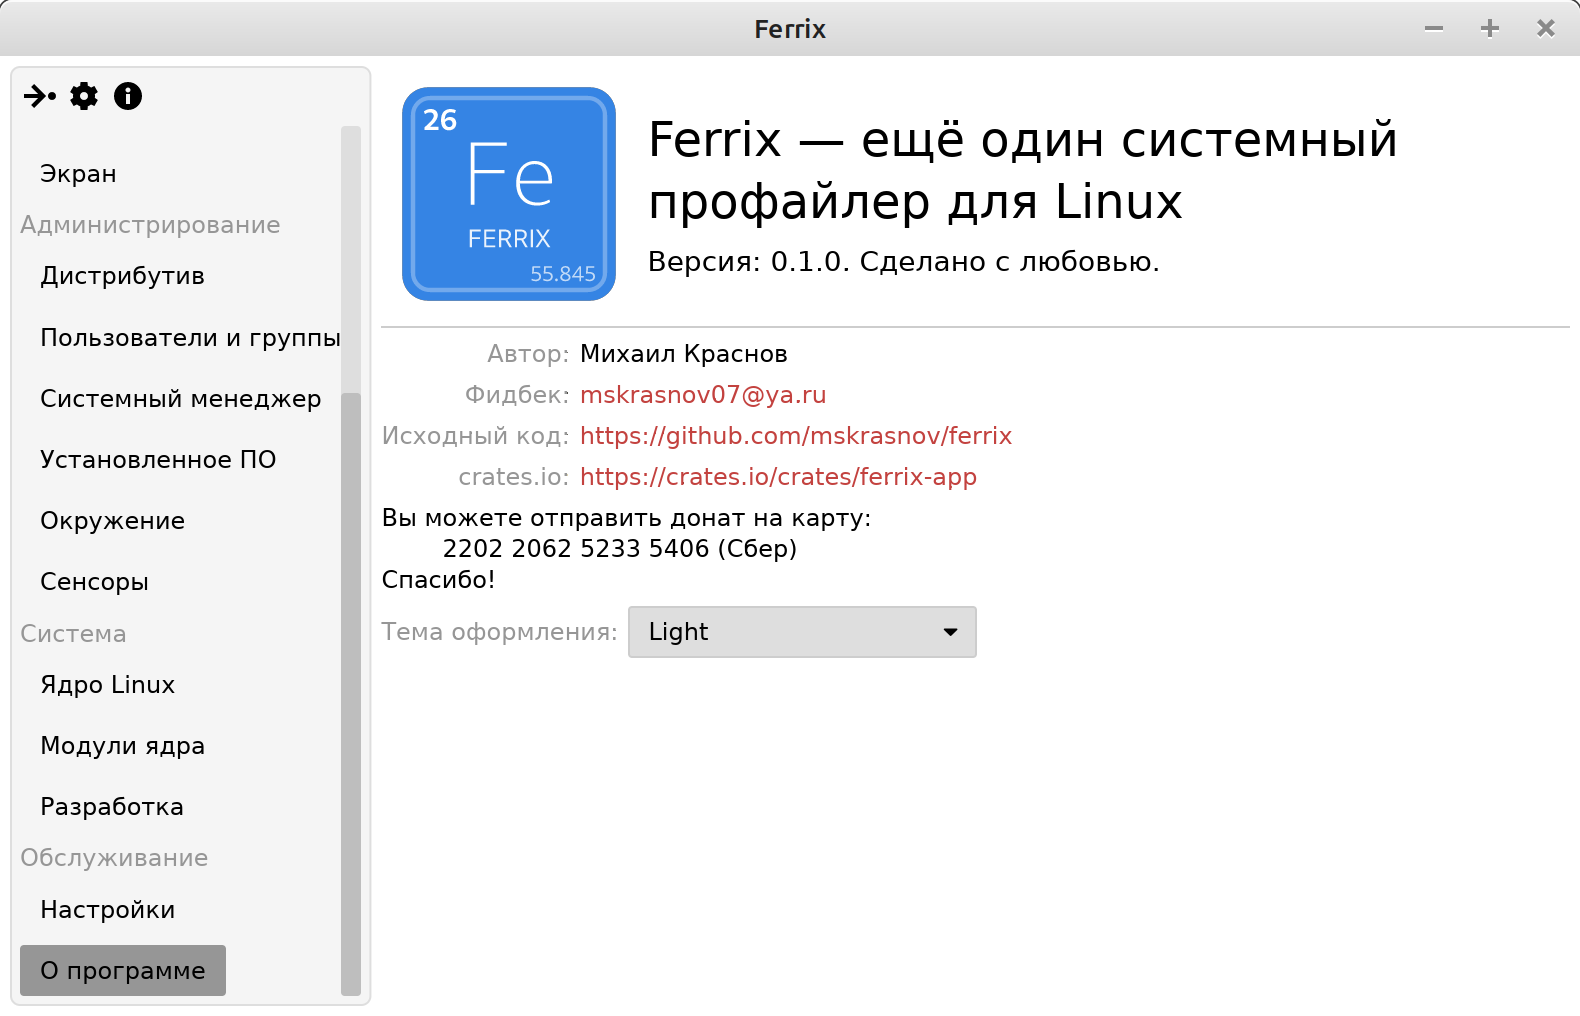 Ferrix
Экран
Администрирование
Дистрибутив
Пользователи и группы
Системный менеджер
Установленное ПО
Окружение
Сенсоры
Система
Ядро Linux
Модули ядра
Разработка
Обслуживание
Настройки
О программе
26
Fe
FERRIX
55.845
Ferrix — ещё один системный
профайлер для Linux
Версия: 0.1.0. Сделано с любовью.
Автор: Михаил Краснов
Фидбек: mskrasnov07@ya.ru
Исходный код: https://github.com/mskrasnov/ferrix
crates.io: https://crates.io/crates/ferrix-app
Вы можете отправить донат на карту:
2202 2062 5233 5406 (Сбер)
Спасибо!
Тема оформления: Light